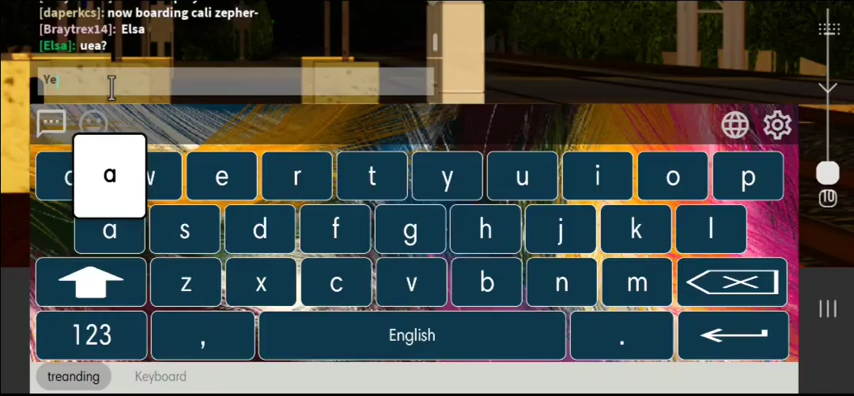 [daperkcs]: now boarding cali zepher-
[Braytrex14]: Elsa
[Elsa]: uea?
Ye
a
w e r t y u i o p
a s d f g h j k l
z x c v b n m
123 , English .
treanding Keyboard